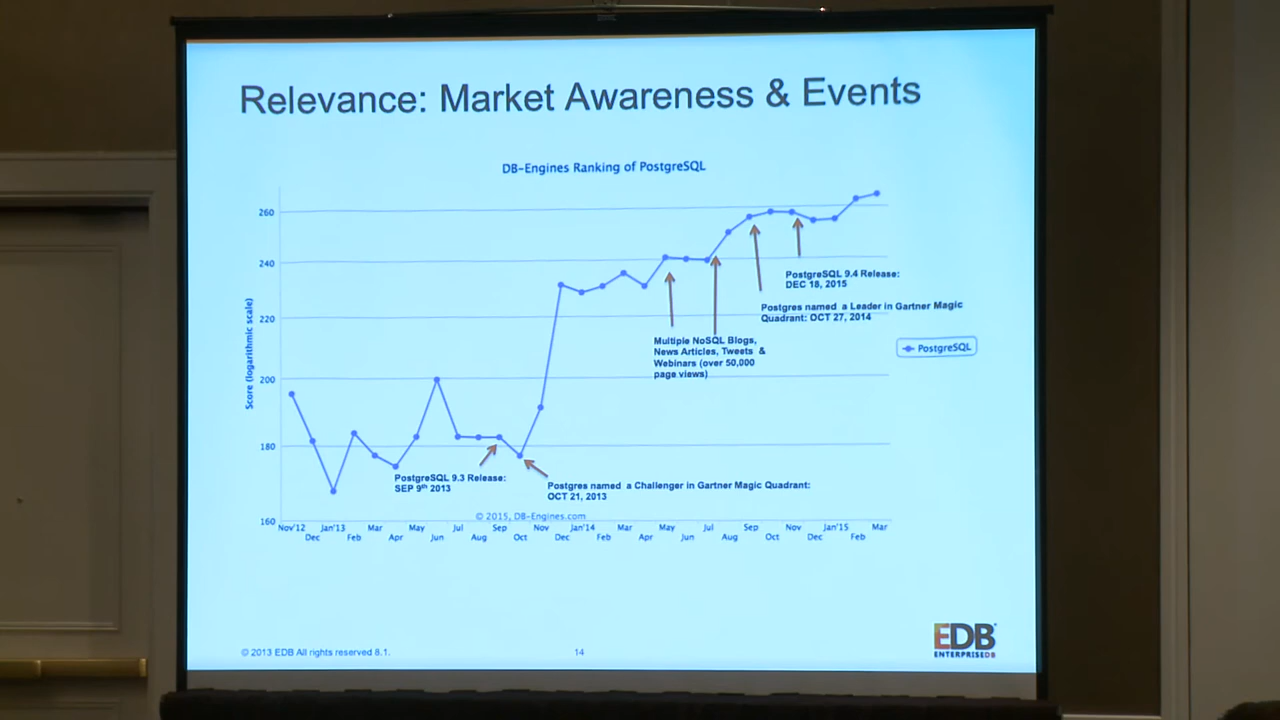 Relevance: Market Awareness & Events
DB-Engines Ranking of PostgreSQL
Score (logarithmic scale)
260
240
220
200
180
160
PostgreSQL 9.4 Release:
DEC 18, 2015
Postgres named a Leader in Gartner Magic
Quadrant: OCT 27, 2014
Multiple NoSQL Blogs,
News Articles, Tweets &
Webinars (over 50,000
page views)
PostgreSQL
PostgreSQL 9.3 Release:
SEP 9th 2013
Postgres named a Challenger in Gartner Magic Quadrant:
OCT 21, 2013
© 2015, DB-Engines.com
Nov'12 Jan'13 Mar May Jul Sep Nov Jan'14 Mar May Jul Sep Nov Jan'15 Mar
Dec Feb Apr Jun Aug Oct Dec Feb Apr Jun Aug Oct Dec Feb
© 2013 EDB All rights reserved 8.1.
14
EDB
ENTERPRISEDB